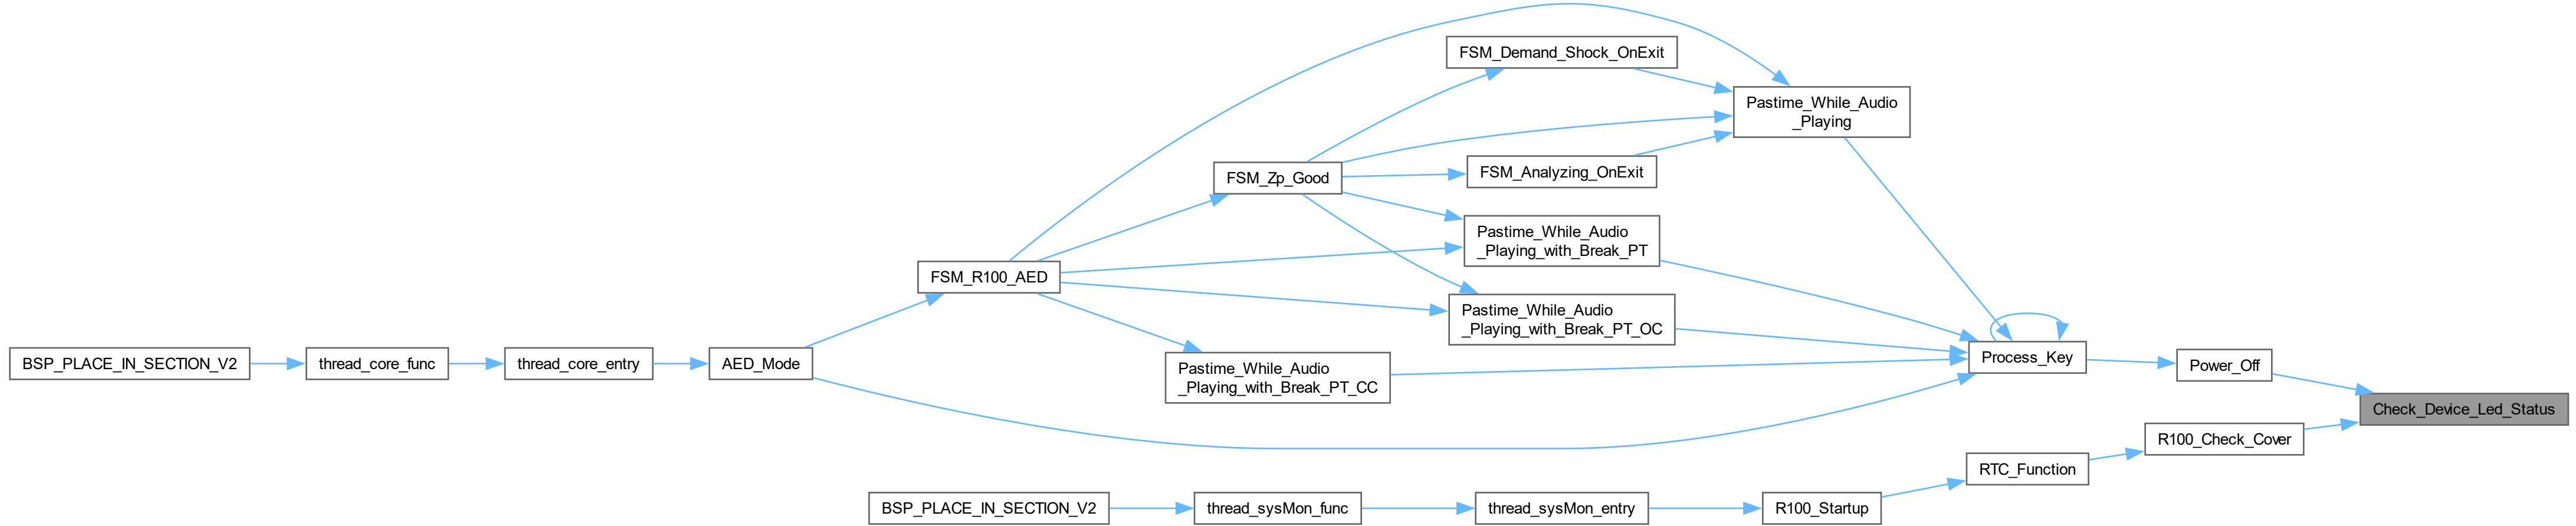 FSM_Demand_Shock_OnExit
Pastime_While_Audio
_Playing
FSM_Analyzing_OnExit
FSM_Zp_Good
Pastime_While_Audio
_Playing_with_Break_PT
FSM_R100_AED
Pastime_While_Audio
_Playing_with_Break_PT_OC
BSP_PLACE_IN_SECTION_V2
thread_core_func
thread_core_entry
AED_Mode
Pastime_While_Audio
_Playing_with_Break_PT_CC
Process_Key
Power_Off
Check_Device_Led_Status
R100_Check_Cover
RTC_Function
BSP_PLACE_IN_SECTION_V2
thread_sysMon_func
thread_sysMon_entry
R100_Startup